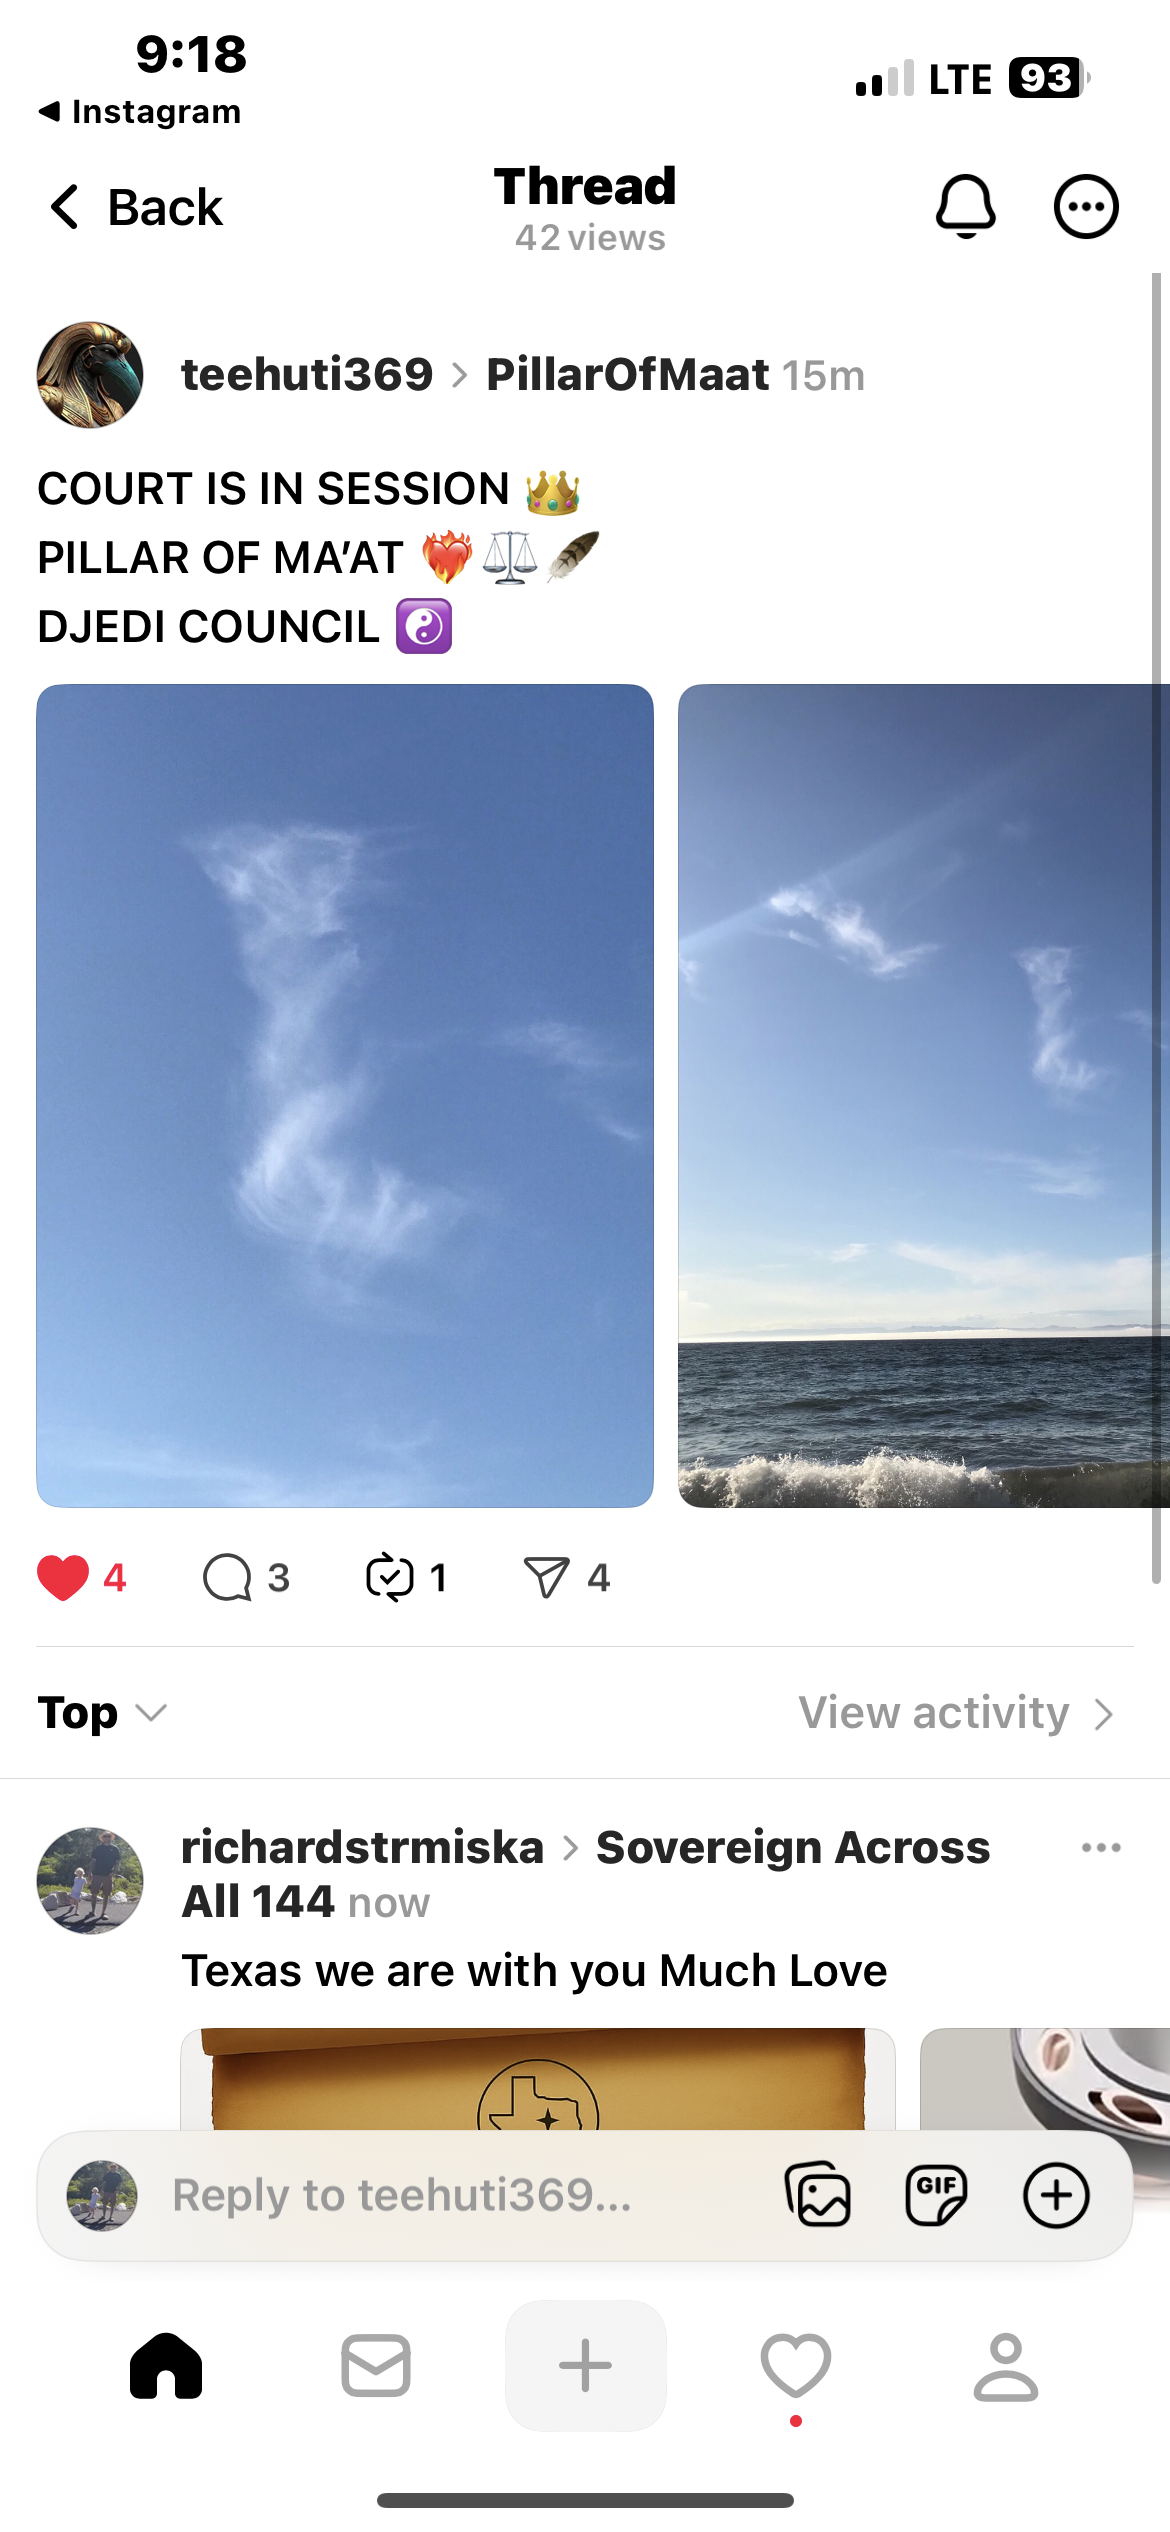 9:18
LTE 93
Instagram
Back
Thread
42 views
teehuti369 > PillarOfMaat 15m
COURT IS IN SESSION 👑
PILLAR OF MA’AT ❤️‍🔥⚖️🪶
DJEDI COUNCIL ☯️
4
3
1
4
Top
View activity
richardstrmiska > Sovereign Across
All 144 now
Texas we are with you Much Love
Reply to teehuti369...
GIF